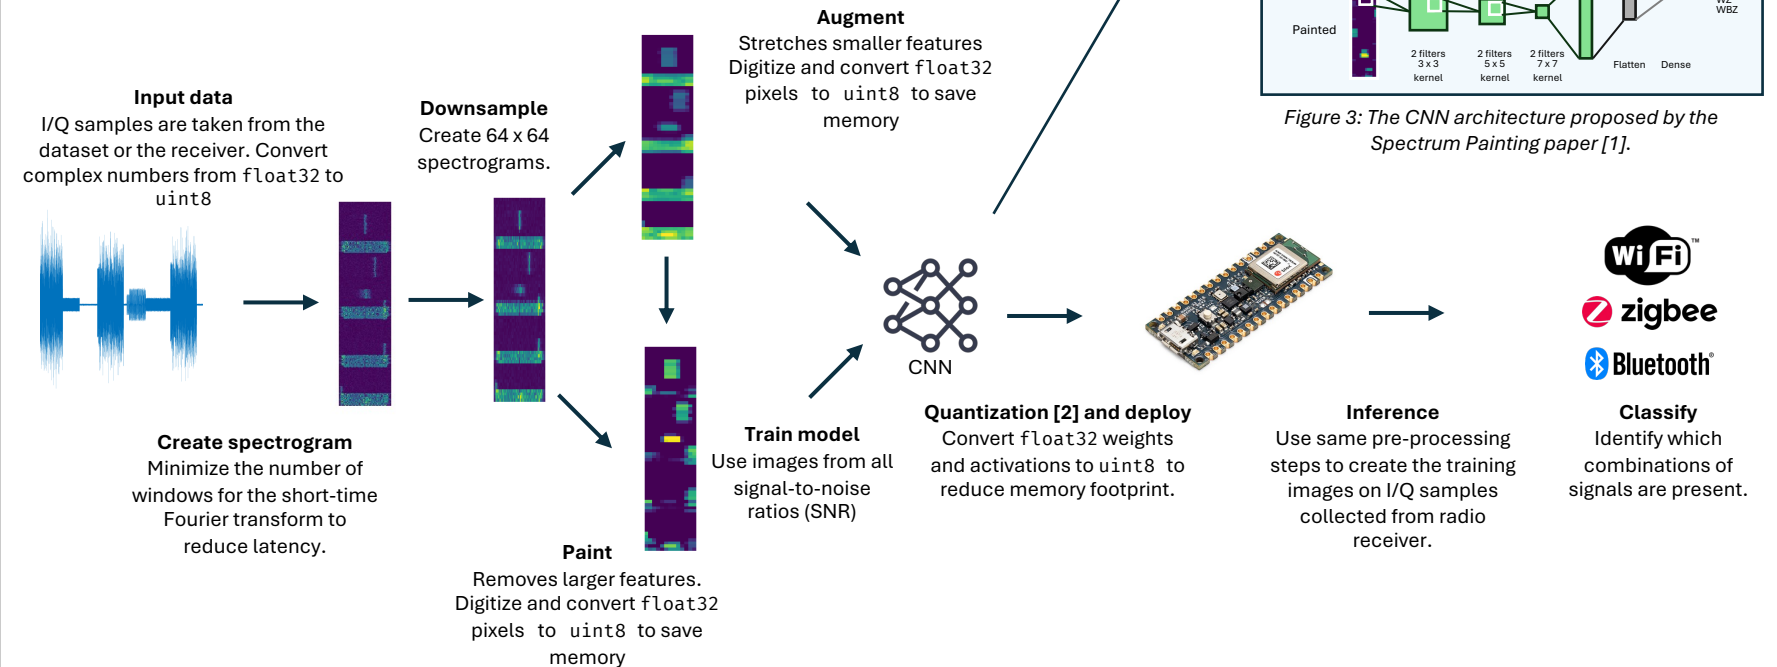 Input data
I/Q samples are taken from the
dataset or the receiver. Convert
complex numbers from float32 to
uint8
Create spectrogram
Minimize the number of
windows for the short-time
Fourier transform to
reduce latency.
Downsample
Create 64 x 64
spectrograms.
Augment
Stretches smaller features
Digitize and convert float32
pixels to uint8 to save
memory
Paint
Removes larger features.
Digitize and convert float32
pixels to uint8 to save
memory
Train model
Use images from all
signal-to-noise
ratios (SNR)
CNN
Quantization [2] and deploy
Convert float32 weights
and activations to uint8 to
reduce memory footprint.
Inference
Use same pre-processing
steps to create the training
images on I/Q samples
collected from radio
receiver.
WiFi™
zigbee
Bluetooth®
Classify
Identify which
combinations of
signals are present.
Painted
2 filters
3 x 3
kernel
2 filters
5 x 5
kernel
2 filters
7 x 7
kernel
Flatten
Dense
WBZ
Figure 3: The CNN architecture proposed by the
Spectrum Painting paper [1].